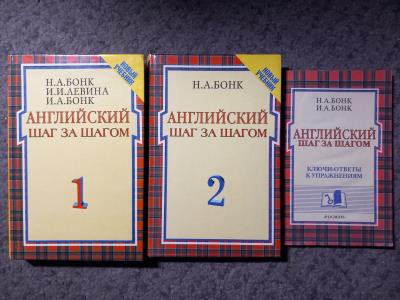 НОВЫЙ
УЧЕБНИК
Н.А.БОНК
И.И.ЛЕВИНА
И.А.БОНК
АНГЛИЙСКИЙ
ШАГ ЗА ШАГОМ
1
НОВЫЙ
УЧЕБНИК
Н.А.БОНК
АНГЛИЙСКИЙ
ШАГ ЗА ШАГОМ
2
Н.А.БОНК
И.А.БОНК
АНГЛИЙСКИЙ
ШАГ ЗА ШАГОМ
КЛЮЧИ-ОТВЕТЫ
К УПРАЖНЕНИЯМ
«РОСМЭН»